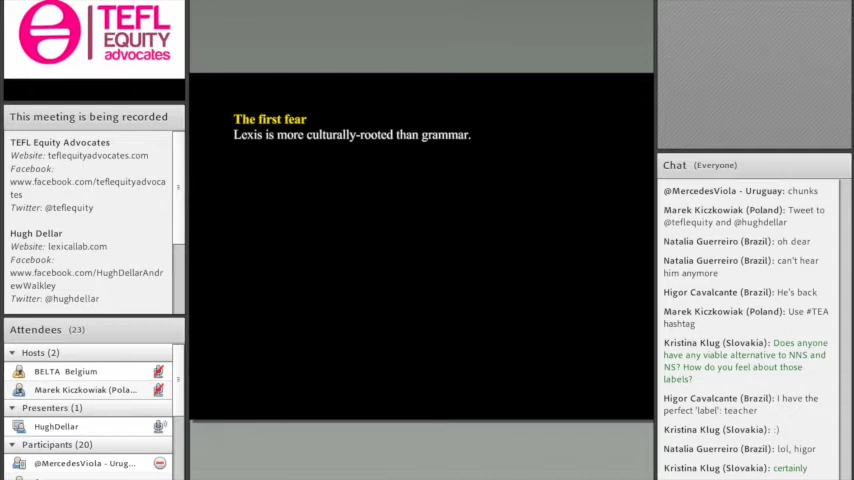 TEFL
EQUITY
advocates
This meeting is being recorded
TEFL Equity Advocates
Website: teflequityadvocates.com
Facebook:
www.facebook.com/teflequityadvoca
tes
Twitter: @teflequity
Hugh Dellar
Website: lexicallab.com
Facebook:
www.facebook.com/HughDellarAndr
ewWalkley
Twitter: @hughdellar
Attendees (23)
Hosts (2)
BELTA Belgium
Marek Kiczkowiak (Pola...
Presenters (1)
HughDellar
Participants (20)
@MercedesViola - Urug...
The first fear
Lexis is more culturally-rooted than grammar.
Chat (Everyone)
@MercedesViola - Uruguay: chunks
Marek Kiczkowiak (Poland): Tweet to
@teflequity and @hughdellar
Natalia Guerreiro (Brazil): oh dear
Natalia Guerreiro (Brazil): can't hear
him anymore
Higor Cavalcante (Brazil): He's back
Marek Kiczkowiak (Poland): Use #TEA
hashtag
Kristina Klug (Slovakia): Does anyone
have any viable alternative to NNS and
NS? How do you feel about those
labels?
Higor Cavalcante (Brazil): I have the
perfect 'label': teacher
Kristina Klug (Slovakia): :)
Natalia Guerreiro (Brazil): lol, higor
Kristina Klug (Slovakia): certainly